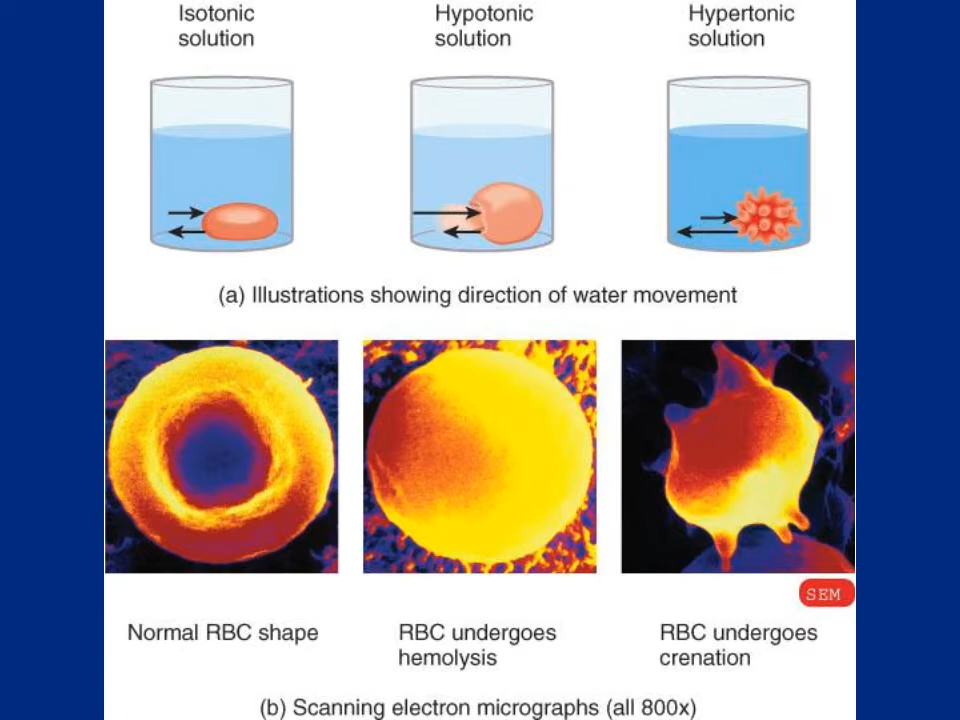 Isotonic
solution
Hypotonic
solution
Hypertonic
solution
(a) Illustrations showing direction of water movement
SEM
Normal RBC shape
RBC undergoes
hemolysis
RBC undergoes
crenation
(b) Scanning electron micrographs (all 800x)